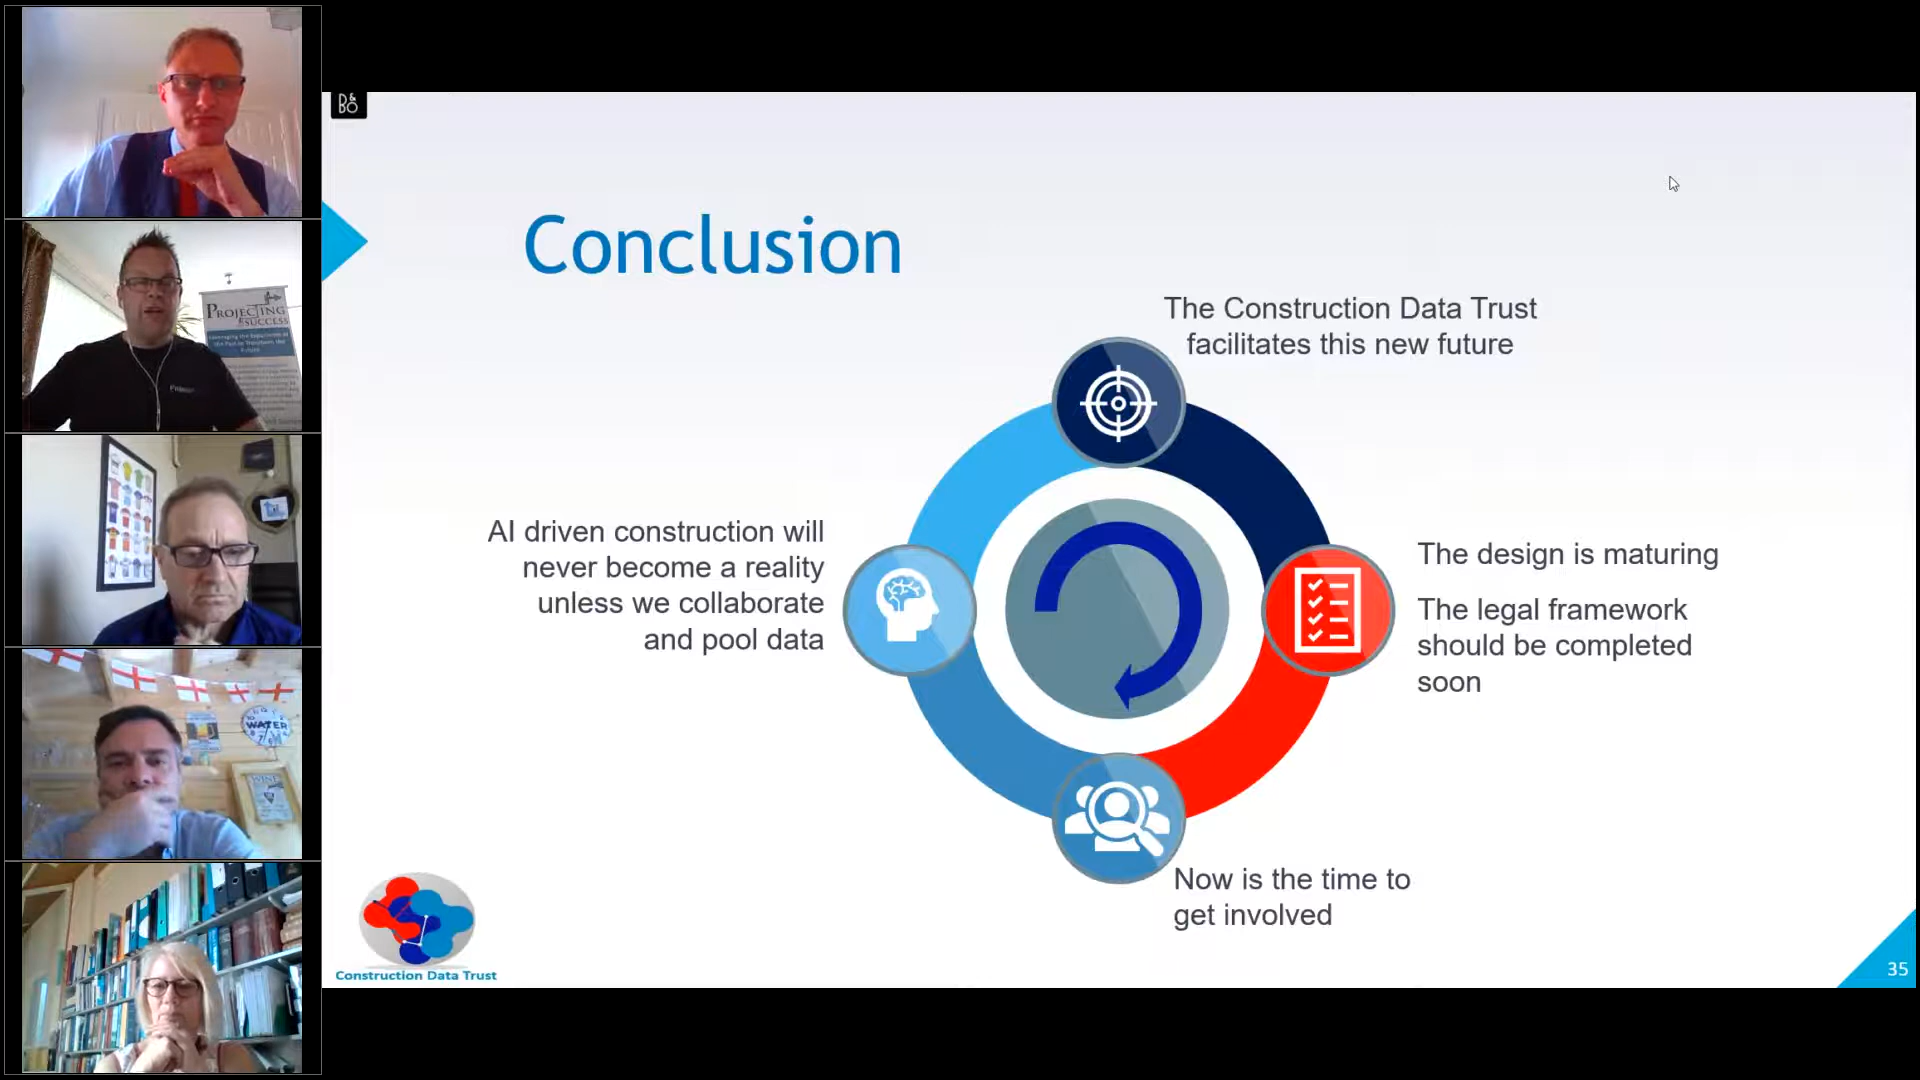 D&
BO
Conclusion
The Construction Data Trust
facilitates this new future
AI driven construction will
never become a reality
unless we collaborate
and pool data
The design is maturing
The legal framework
should be completed
soon
Now is the time to
get involved
Construction Data Trust
35
PROJECTING
SUCCESS
WATER
WINE